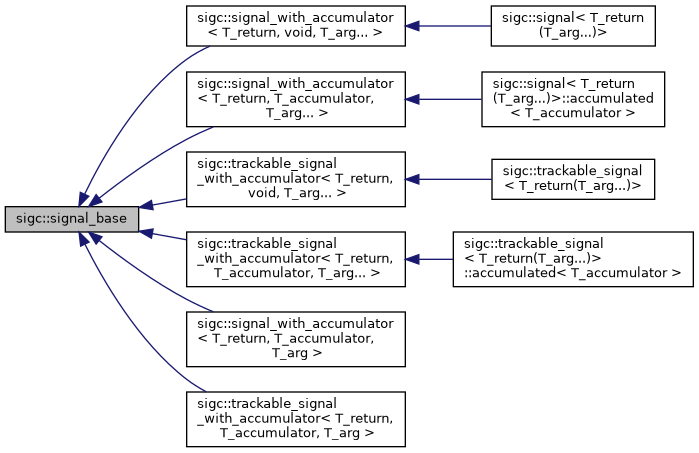 sigc::signal_with_accumulator
< T_return, void, T_arg... >
sigc::signal< T_return
(T_arg...)>
sigc::signal_with_accumulator
< T_return, T_accumulator,
T_arg... >
sigc::signal< T_return
(T_arg...)>::accumulated
< T_accumulator >
sigc::trackable_signal
_with_accumulator< T_return,
void, T_arg... >
sigc::trackable_signal
< T_return(T_arg...)>
sigc::signal_base
sigc::trackable_signal
_with_accumulator< T_return,
T_accumulator, T_arg... >
sigc::trackable_signal
< T_return(T_arg...)>
::accumulated< T_accumulator >
sigc::signal_with_accumulator
< T_return, T_accumulator,
T_arg >
sigc::trackable_signal
_with_accumulator< T_return,
T_accumulator, T_arg >